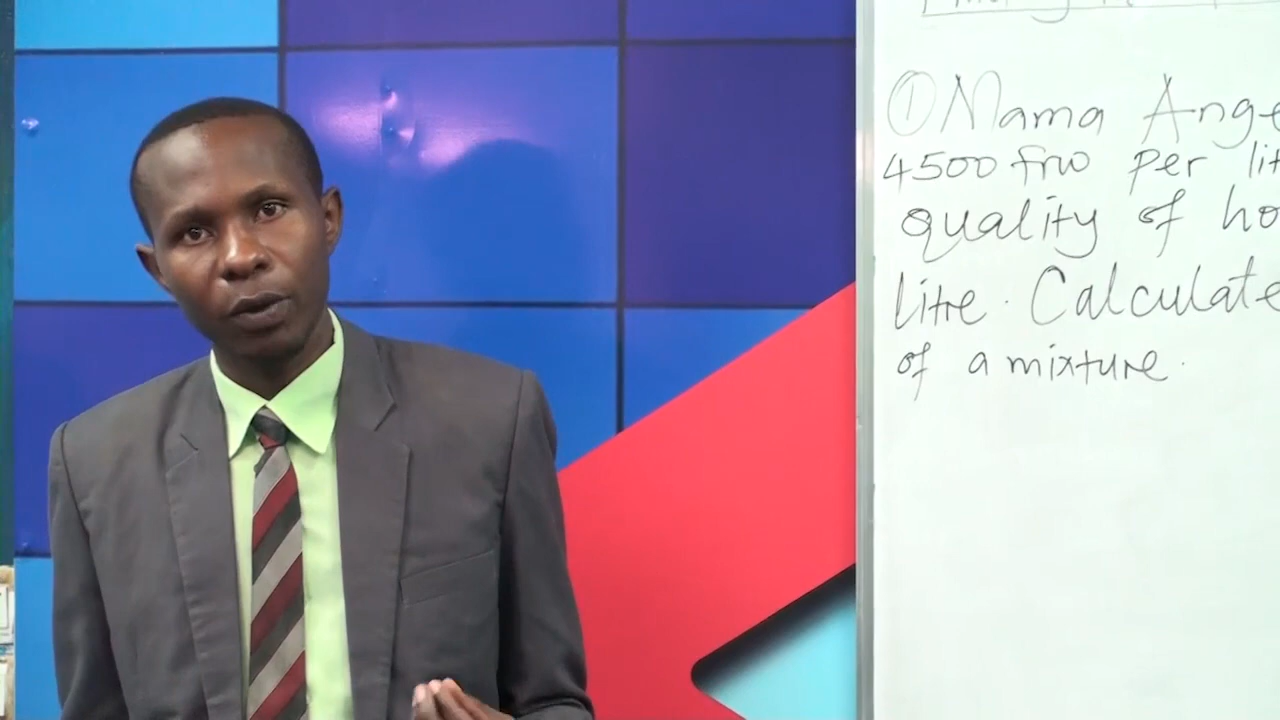 ① Mama Ange
4500 frw per lit
quality of ho
Litre. Calculate
of a mixture.